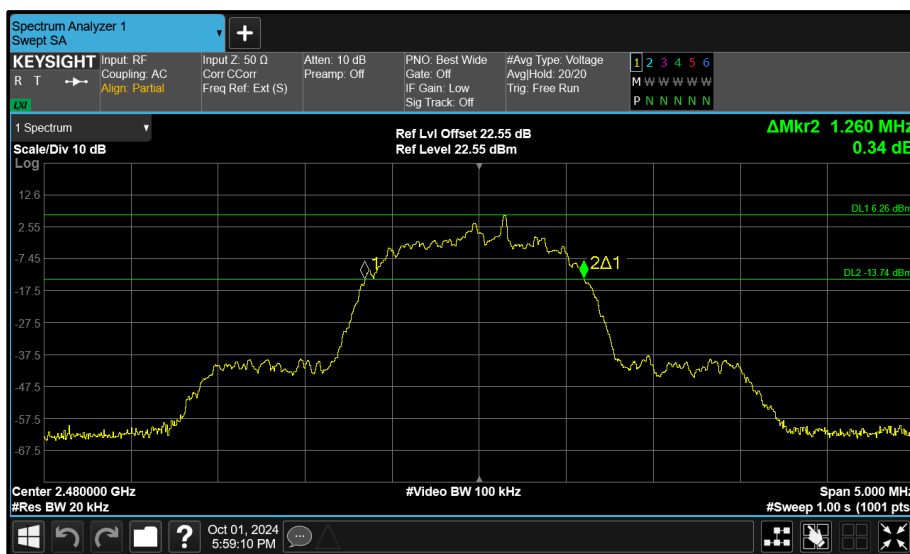 Spectrum Analyzer 1
Swept SA
+
KEYSIGHT
R T
LXI
Input: RF
Coupling: AC
Align: Partial
Input Z: 50 Ω
Corr CCorr
Freq Ref: Ext (S)
Atten: 10 dB
Preamp: Off
PNO: Best Wide
Gate: Off
IF Gain: Low
Sig Track: Off
#Avg Type: Voltage
Avg|Hold: 20/20
Trig: Free Run
1 2 3 4 5 6
M W W W W W
P N N N N N
1 Spectrum
Scale/Div 10 dB
Log
Ref Lvl Offset 22.55 dB
Ref Level 22.55 dBm
ΔMkr2 1.260 MHz
0.34 dB
12.6
DL1 6.26 dBm
2.55
-7.45
1
2Δ1
DL2 -13.74 dBm
-17.5
-27.5
-37.5
-47.5
-57.5
-67.5
Center 2.480000 GHz
#Video BW 100 kHz
Span 5.000 MHz
#Res BW 20 kHz
#Sweep 1.00 s (1001 pts
?
Oct 01, 2024
5:59:10 PM